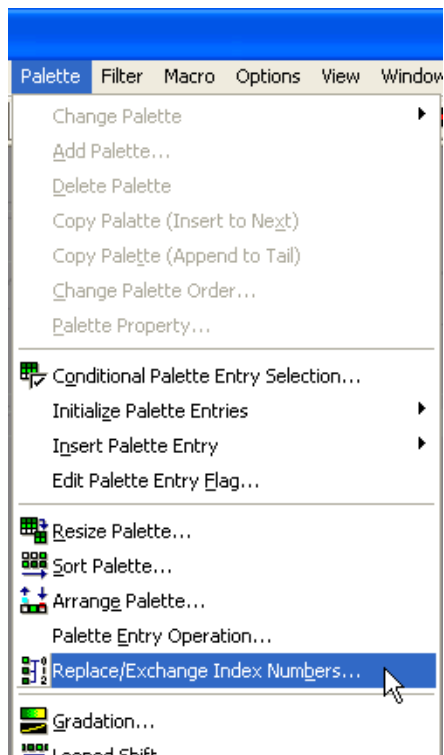 Palette Filter Macro Options View Window
Change Palette
Add Palette...
Delete Palette
Copy Palatte (Insert to Next)
Copy Palette (Append to Tail)
Change Palette Order...
Palette Property...
Conditional Palette Entry Selection...
Initialize Palette Entries
Insert Palette Entry
Edit Palette Entry Flag...
Resize Palette...
Sort Palette...
Arrange Palette...
Palette Entry Operation...
Replace/Exchange Index Numbers...
Gradation...
Looped Shift...